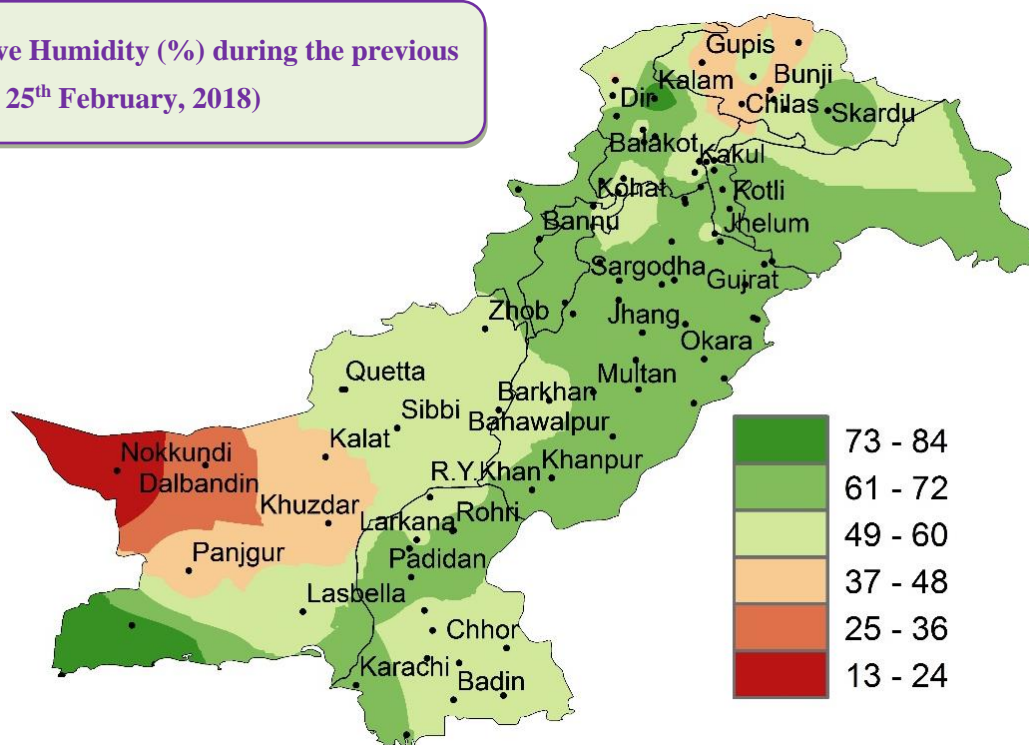 ve Humidity (%) during the previous
25th February, 2018)
Gupis
Kalam
Bunji
Dir
Chilas
Skardu
Balakot
Kakul
Kohat
Kotli
Bannu
Jhelum
Sargodha
Gujrat
Zhob
Jhang
Okara
Quetta
Multan
Sibbi
Barkhan
Bahawalpur
Kalat
Nokkundi
Dalbandin
R.Y.Khan
Khanpur
Khuzdar
Larkana
Rohri
Panjgur
Padidan
Lasbella
Chhor
Karachi
Badin
73 - 84
61 - 72
49 - 60
37 - 48
25 - 36
13 - 24